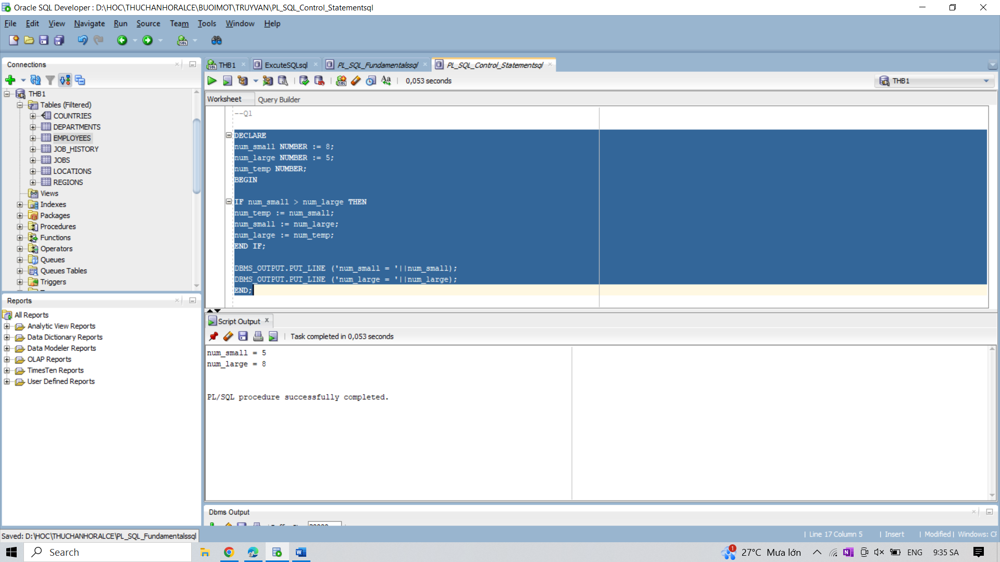 Oracle SQL Developer : D:\HOC\THUCHANHORALCE\BUOIMOT\TRUYVAN\PL_SQL_Control_Statementsql
File Edit View Navigate Run Source Team Tools Window Help
Connections
THB1
Tables (Filtered)
COUNTRIES
DEPARTMENTS
EMPLOYEES
JOB_HISTORY
JOBS
LOCATIONS
REGIONS
Views
Indexes
Packages
Procedures
Functions
Operators
Queues
Queues Tables
Triggers
Reports
All Reports
Analytic View Reports
Data Dictionary Reports
Data Modeler Reports
OLAP Reports
TimesTen Reports
User Defined Reports
THB1 ExcuteSQLsql PL_SQL_Fundamentalssql PL_SQL_Control_Statementsql
0,053 seconds
THB1
Worksheet Query Builder
--Q1
DECLARE
num_small NUMBER := 8;
num_large NUMBER := 5;
num_temp NUMBER;
BEGIN
IF num_small > num_large THEN
num_temp := num_small;
num_small := num_large;
num_large := num_temp;
END IF;
DBMS_OUTPUT.PUT_LINE ('num_small = '||num_small);
DBMS_OUTPUT.PUT_LINE ('num_large = '||num_large);
END;
Script Output
Task completed in 0,053 seconds
num_small = 5
num_large = 8
PL/SQL procedure successfully completed.
Dbms Output
Saved: D:\HOC\THUCHANHORALCE\PL_SQL_Fundamentalssql
Line 17 Column 5 | Insert | Modified | Windows:
Search
1
27°C Mưa lớn
ENG
9:35 SA